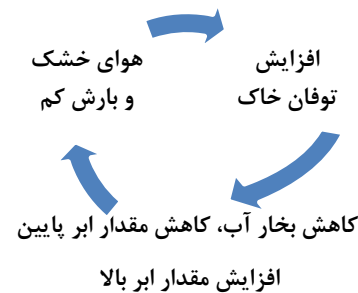 افزایش
توفان خاک
هوای خشک
و بارش کم
کاهش بخار آب، کاهش مقدار ابر پایین
افزایش مقدار ابر بالا